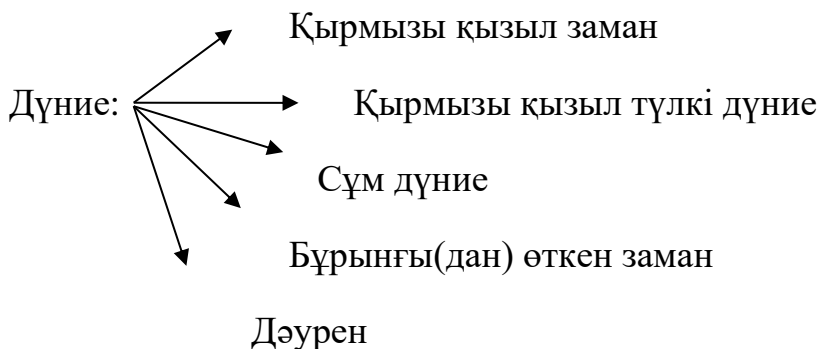 Қырмызы қызыл заман
Дүние:
Қырмызы қызыл түлкі дүние
Сұм дүние
Бұрынғы(дан) өткен заман
Дәурен